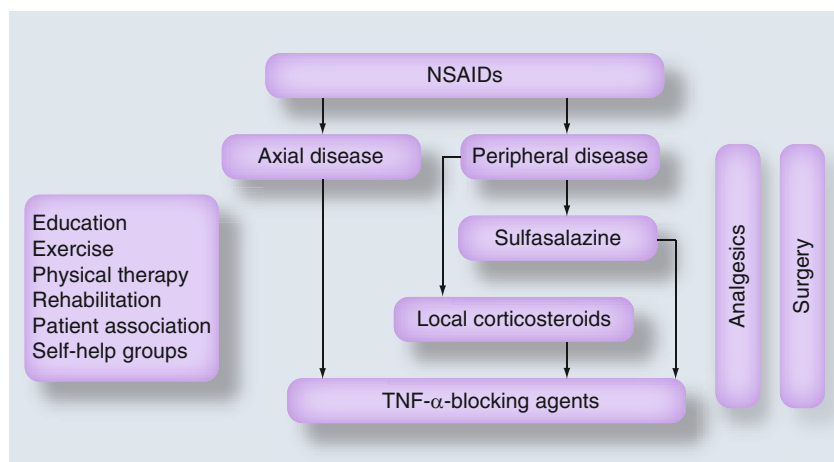 NSAIDs
Axial disease
Peripheral disease
Education
Exercise
Physical therapy
Rehabilitation
Patient association
Self-help groups
Sulfasalazine
Local corticosteroids
TNF-α-blocking agents
Analgesics
Surgery